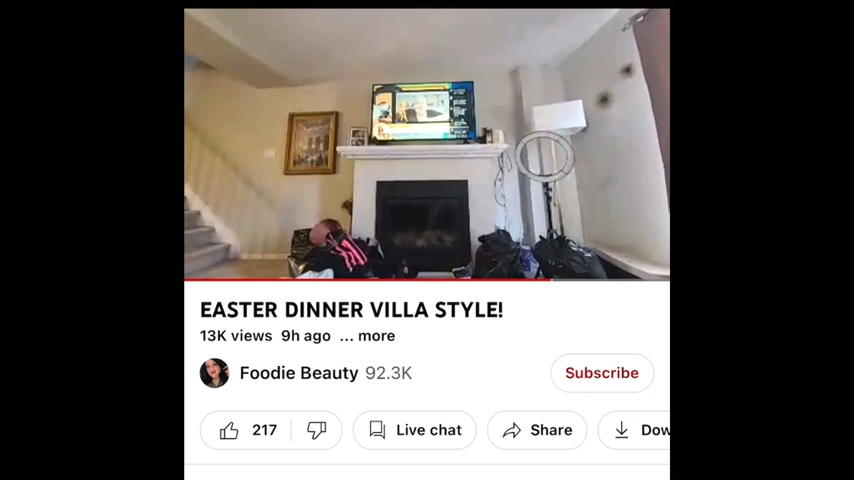 EASTER DINNER VILLA STYLE!
13K views 9h ago ... more
Foodie Beauty 92.3K
Subscribe
217 Live chat Share Dow